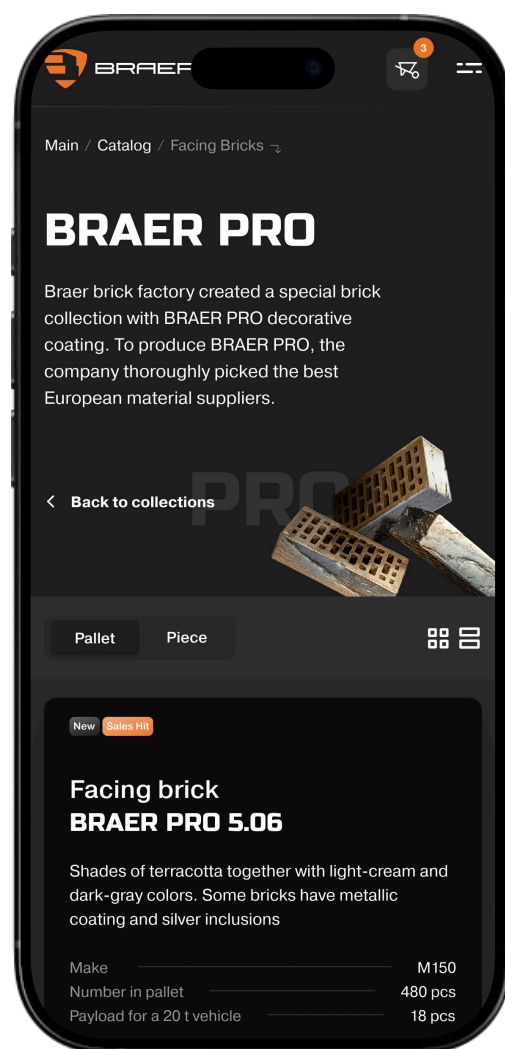 BRAER
3
Main / Catalog / Facing Bricks
BRAER PRO
Braer brick factory created a special brick
collection with BRAER PRO decorative
coating. To produce BRAER PRO, the
company thoroughly picked the best
European material suppliers.
PRO
Back to collections
Pallet Piece
New Sales Hit
Facing brick
BRAER PRO 5.06
Shades of terracotta together with light-cream and
dark-gray colors. Some bricks have metallic
coating and silver inclusions
Make M150
Number in pallet 480 pcs
Payload for a 20 t vehicle 18 pcs